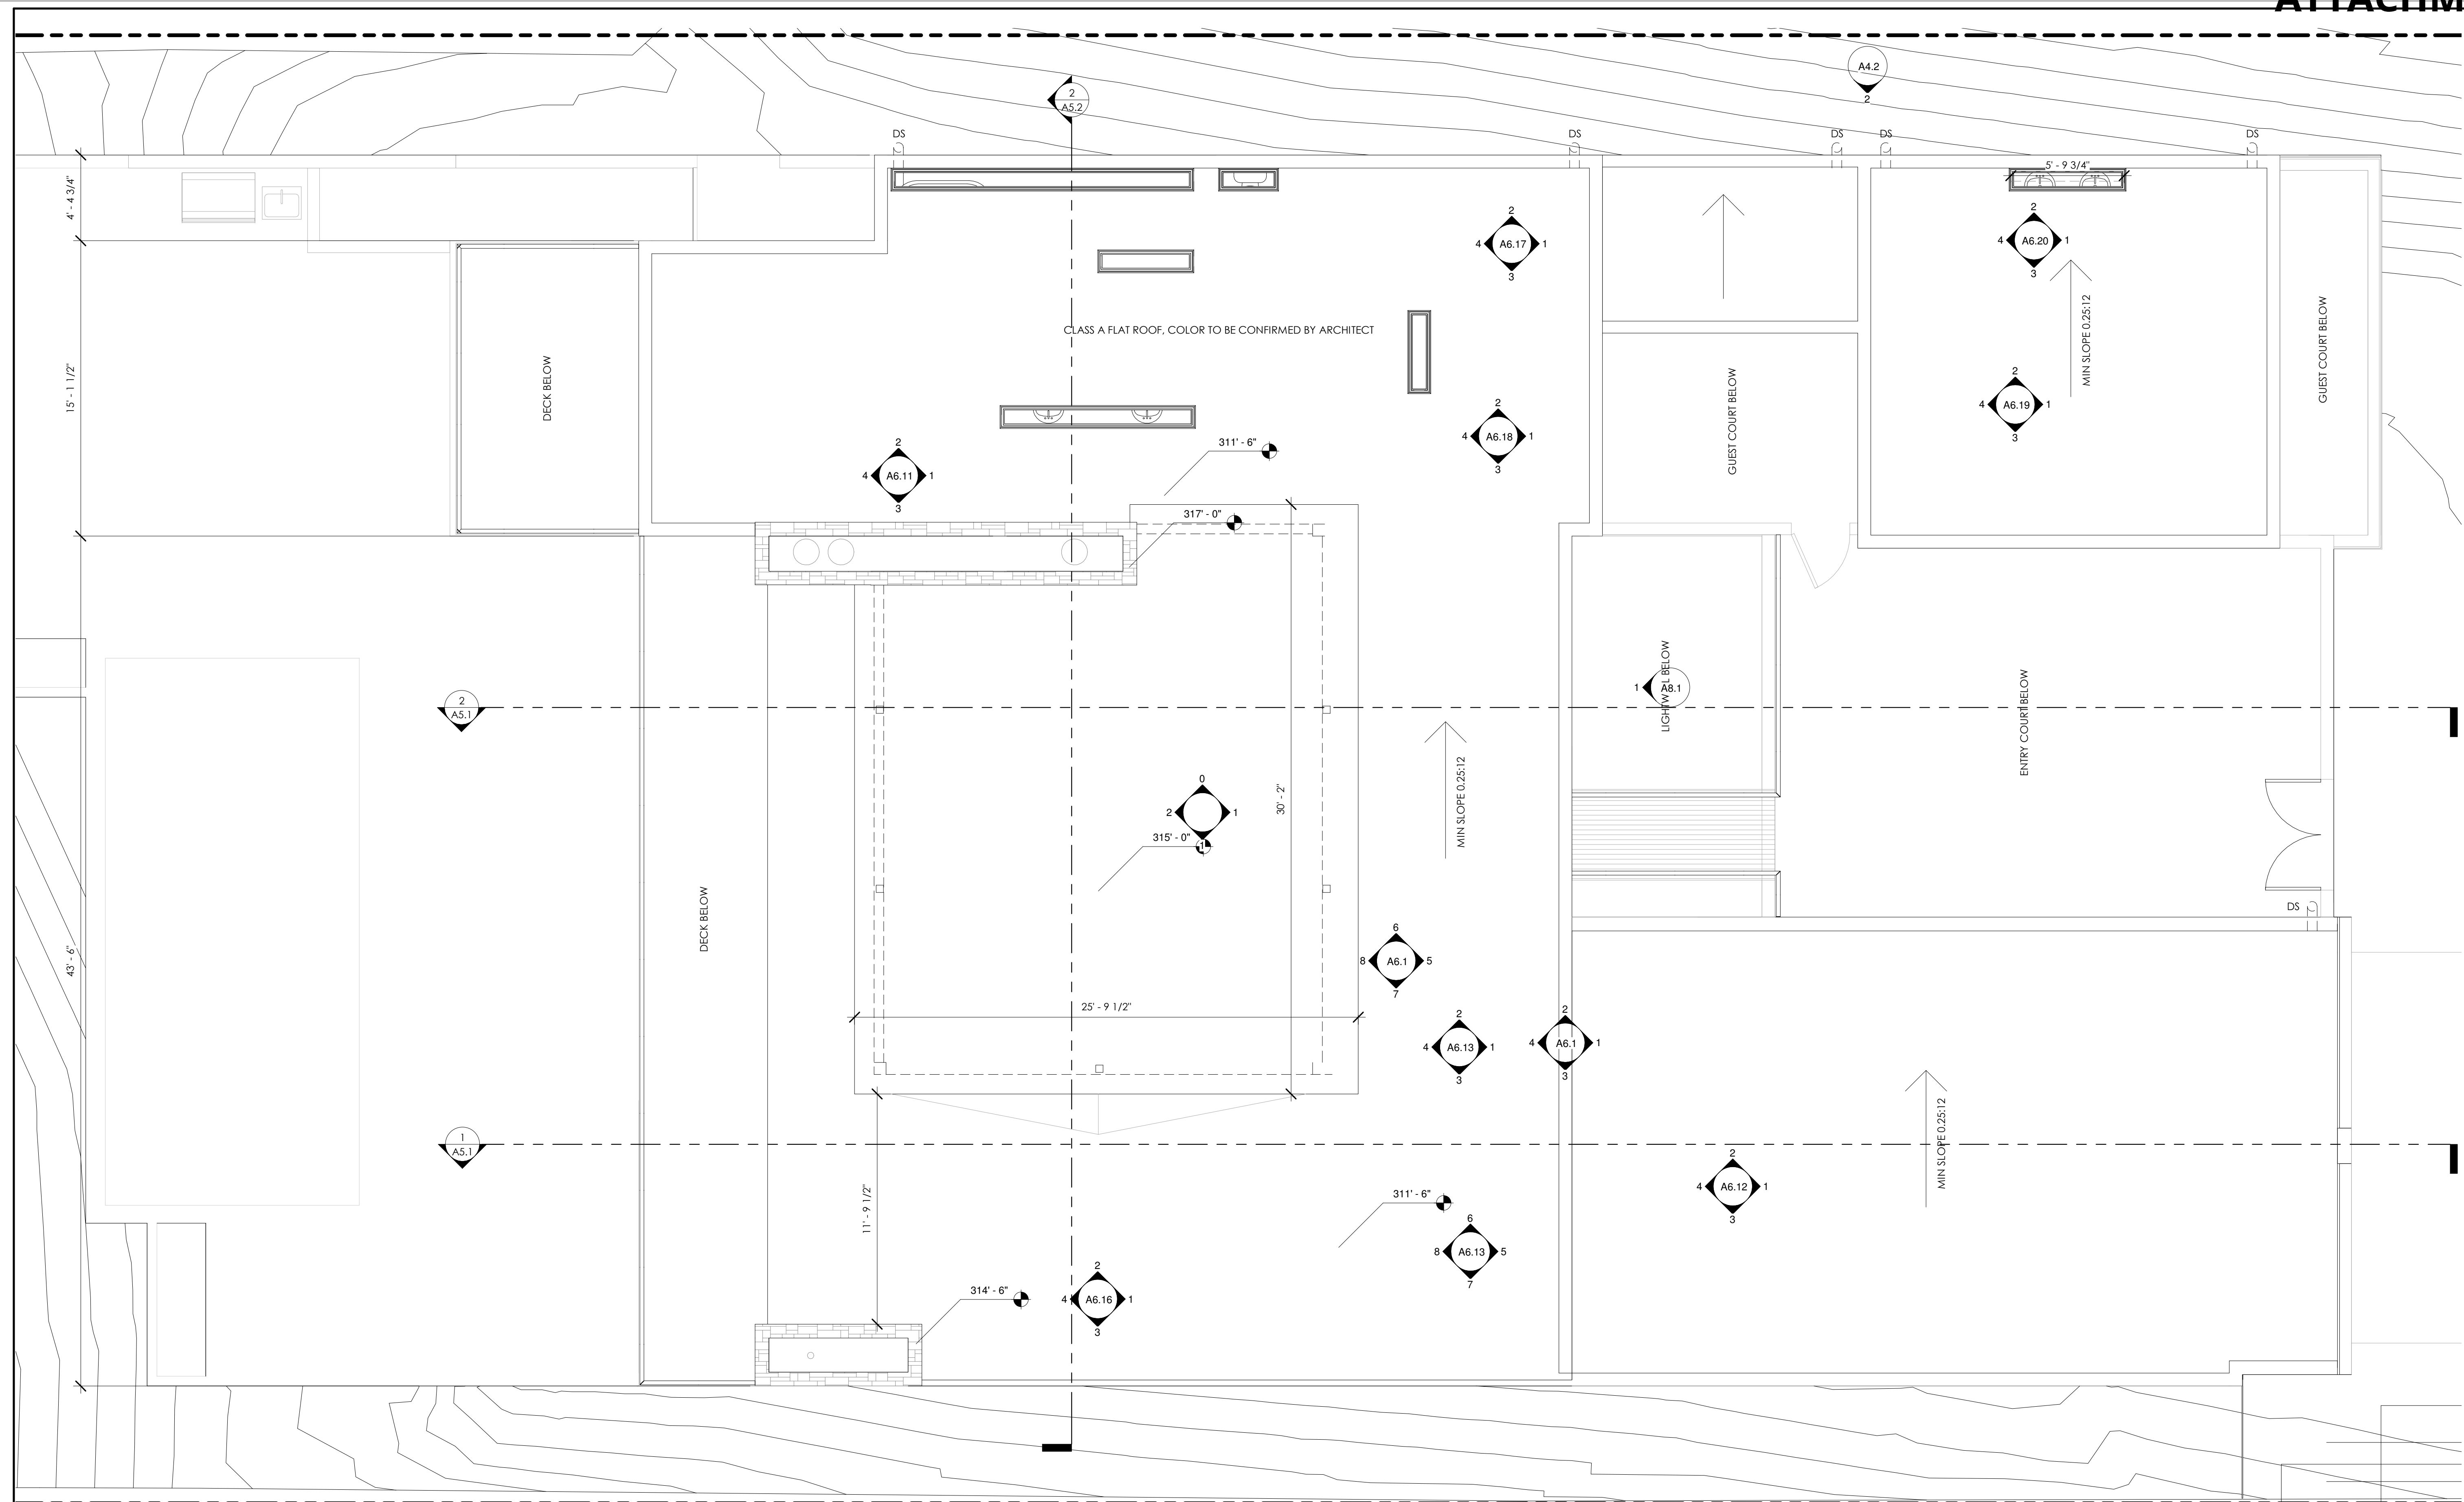 ATTACHM
2
A5.2
A4.2
2
DS
DS
DS
DS
DS
5' - 9 3/4"
4' - 4 3/4"
2
4 A6.17 1
3
2
4 A6.20 1
3
CLASS A FLAT ROOF, COLOR TO BE CONFIRMED BY ARCHITECT
MIN SLOPE 0.25:12
GUEST COURT BELOW
15' - 1 1/2"
DECK BELOW
GUEST COURT BELOW
2
4 A6.19 1
3
2
4 A6.18 1
3
311' - 6"
2
4 A6.11 1
3
317' - 0"
2
A5.1
1 A8.1
ENTRY COURT BELOW
MIN SLOPE 0.25:12
30' - 2"
0
2 1
315' - 0"
1
DECK BELOW
DS
43' - 6"
6
8 A6.1 5
7
25' - 9 1/2"
2
4 A6.13 1
3
2
4 A6.1 1
3
1
A5.1
MIN SLOPE 0.25:12
2
4 A6.12 1
3
11' - 9 1/2"
311' - 6"
6
8 A6.13 5
7
314' - 6"
2
4 A6.16 1
3